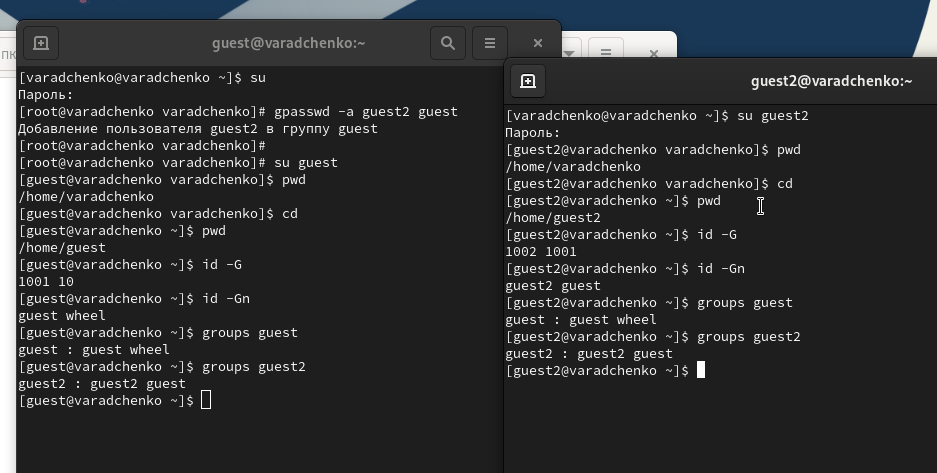 ПК
guest@varadchenko:~
[varadchenko@varadchenko ~]$ su
Пароль:
[root@varadchenko varadchenko]# gpasswd -a guest2 guest
Добавление пользователя guest2 в группу guest
[root@varadchenko varadchenko]#
[root@varadchenko varadchenko]# su guest
[guest@varadchenko varadchenko]$ pwd
/home/varadchenko
[guest@varadchenko varadchenko]$ cd
[guest@varadchenko ~]$ pwd
/home/guest
[guest@varadchenko ~]$ id -G
1001 10
[guest@varadchenko ~]$ id -Gn
guest wheel
[guest@varadchenko ~]$ groups guest
guest : guest wheel
[guest@varadchenko ~]$ groups guest2
guest2 : guest2 guest
[guest@varadchenko ~]$
guest2@varadchenko:~
[varadchenko@varadchenko ~]$ su guest2
Пароль:
[guest2@varadchenko varadchenko]$ pwd
/home/varadchenko
[guest2@varadchenko varadchenko]$ cd
[guest2@varadchenko ~]$ pwd
/home/guest2
[guest2@varadchenko ~]$ id -G
1002 1001
[guest2@varadchenko ~]$ id -Gn
guest2 guest
[guest2@varadchenko ~]$ groups guest
guest : guest wheel
[guest2@varadchenko ~]$ groups guest2
guest2 : guest2 guest
[guest2@varadchenko ~]$